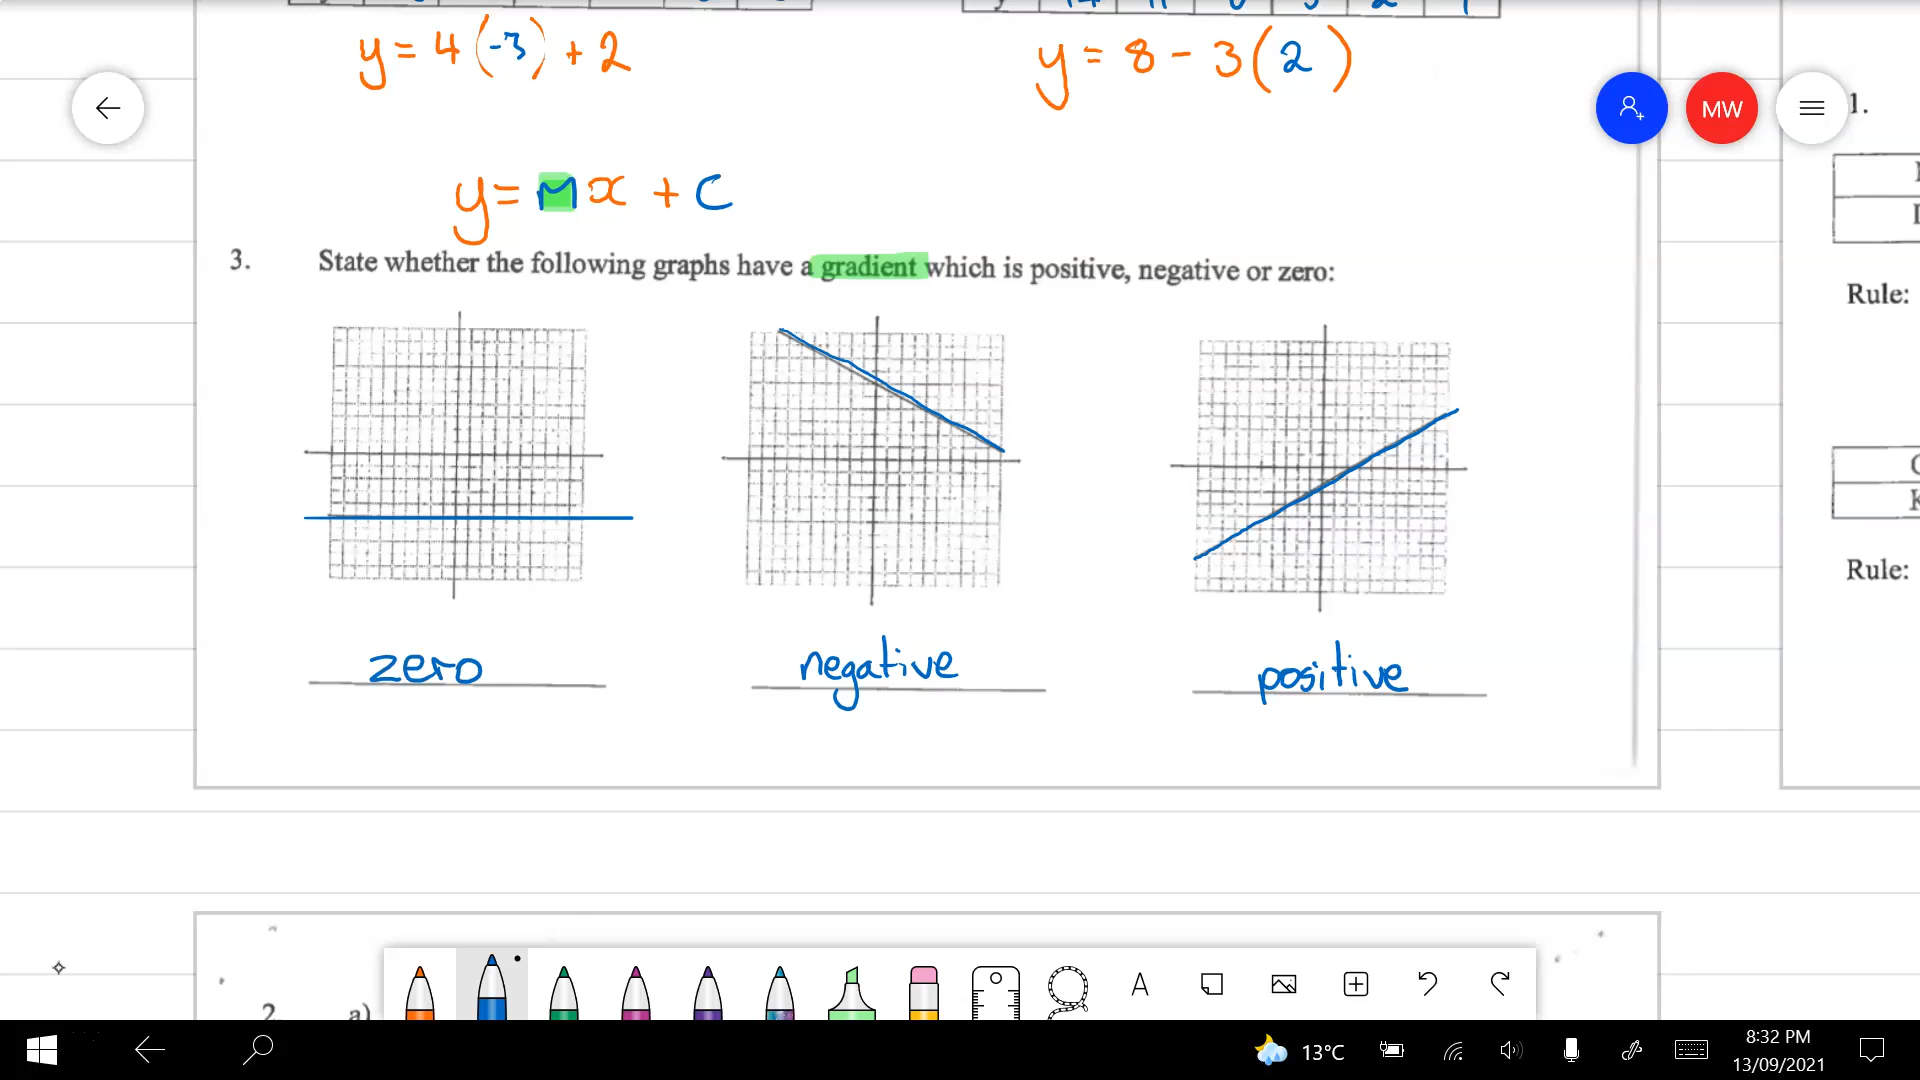 y = 4(-3) + 2
y = 8 - 3(2)
MW
1.
y = mx + c
3. State whether the following graphs have a gradient which is positive, negative or zero:
Rule:
zero
negative
positive
Rule:
2. a)
13°C
8:32 PM
13/09/2021